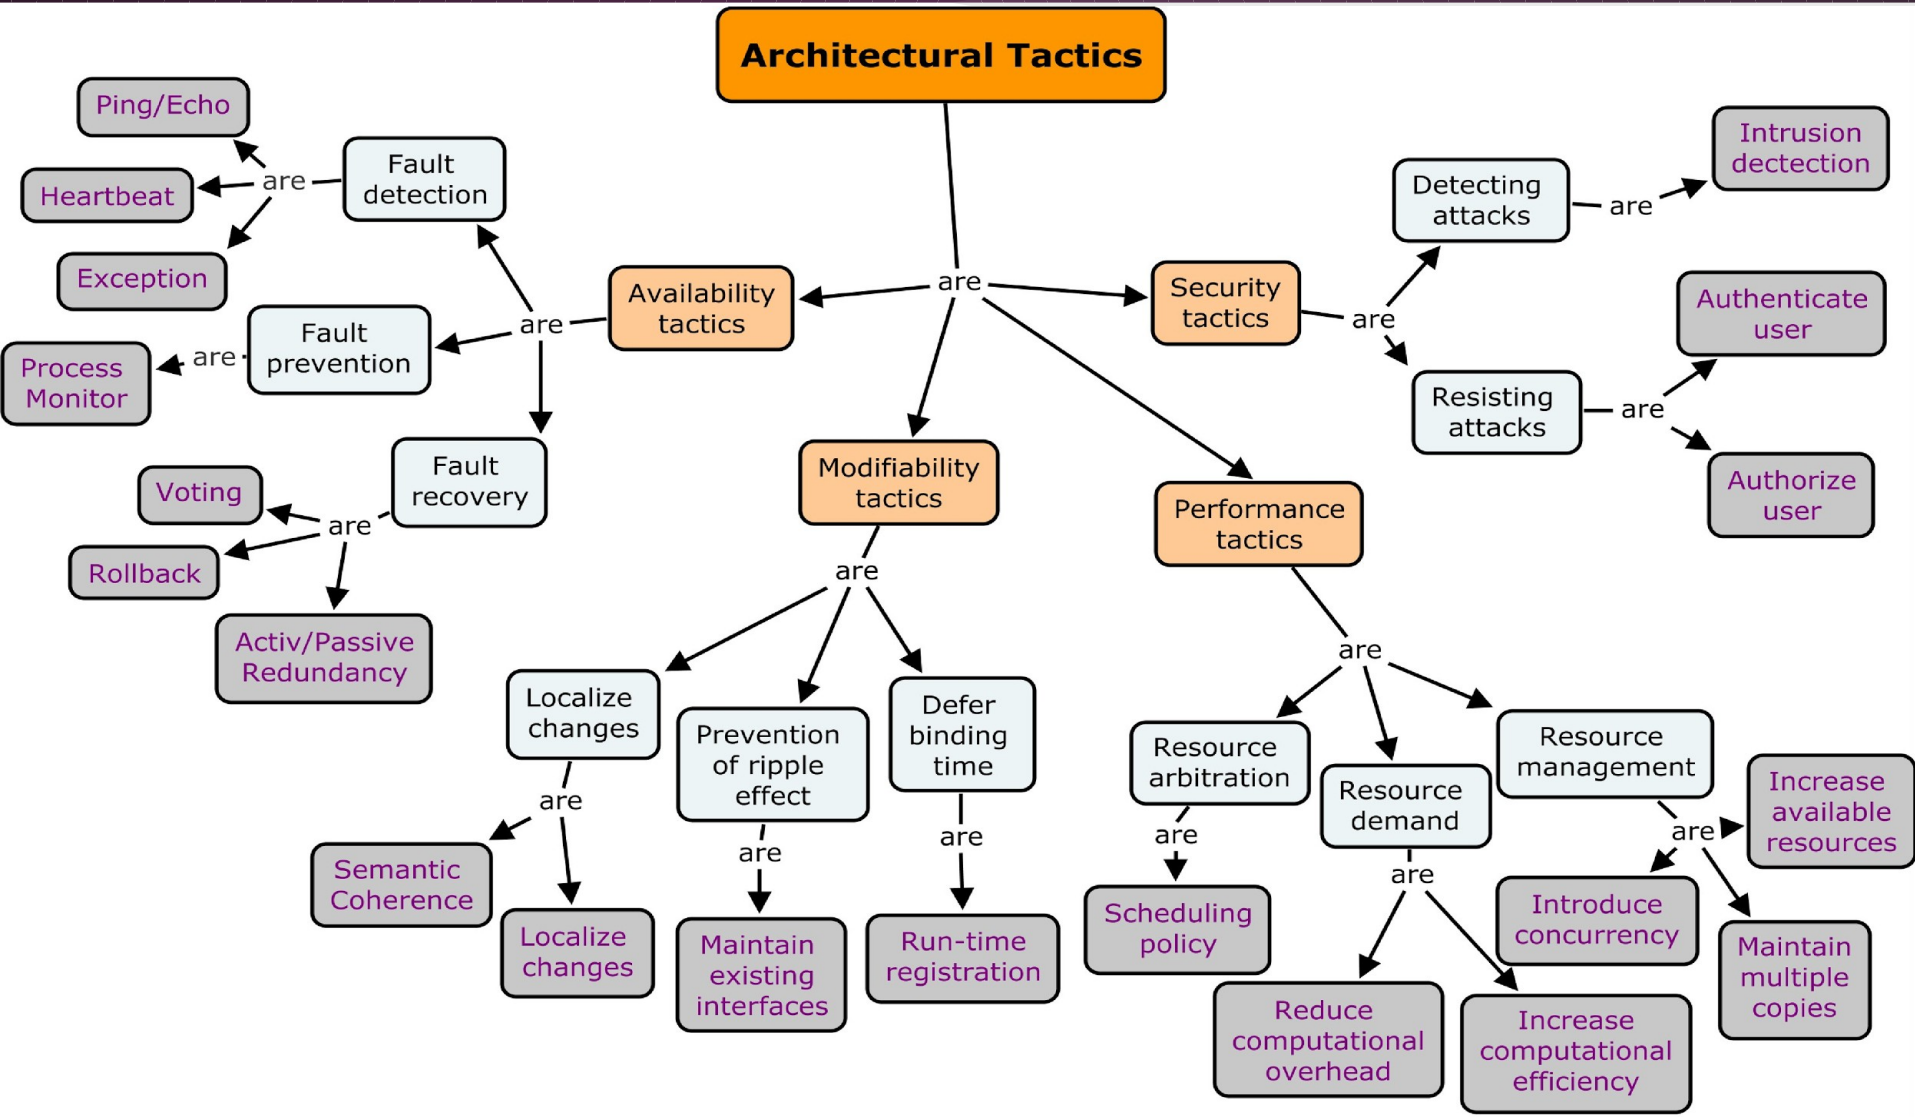 Architectural Tactics
are
Availability
tactics
are
Fault
detection
are
Ping/Echo
Heartbeat
Exception
Fault
prevention
are
Process
Monitor
Fault
recovery
are
Voting
Rollback
Activ/Passive
Redundancy
Modifiability
tactics
are
Localize
changes
are
Semantic
Coherence
Localize
changes
Prevention
of ripple
effect
are
Maintain
existing
interfaces
Defer
binding
time
are
Run-time
registration
Performance
tactics
are
Resource
arbitration
are
Scheduling
policy
Resource
demand
are
Reduce
computational
overhead
Increase
computational
efficiency
Resource
management
are
Introduce
concurrency
Maintain
multiple
copies
Increase
available
resources
Security
tactics
are
Detecting
attacks
are
Intrusion
dectection
Resisting
attacks
are
Authenticate
user
Authorize
user